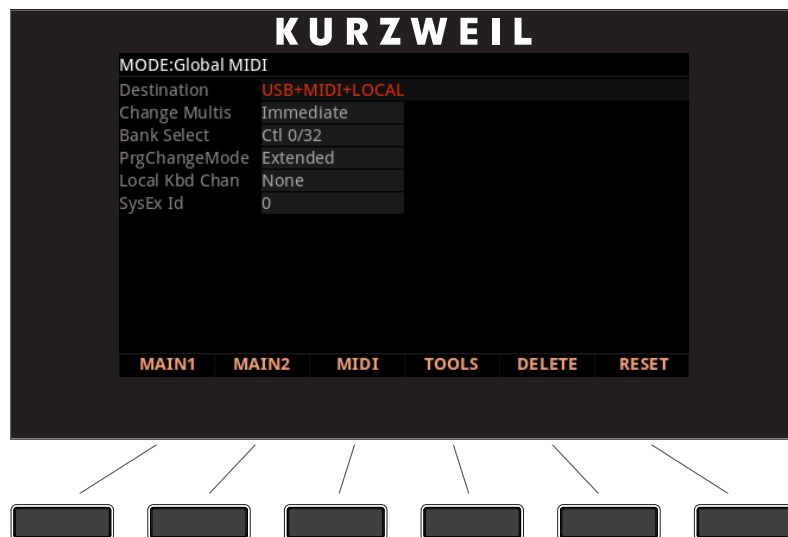 KURZWEIL
MODE:Global MIDI
Destination USB+MIDI+LOCAL
Change Multis Immediate
Bank Select Ctl 0/32
PrgChangeMode Extended
Local Kbd Chan None
SysEx Id 0
MAIN1 MAIN2 MIDI TOOLS DELETE RESET